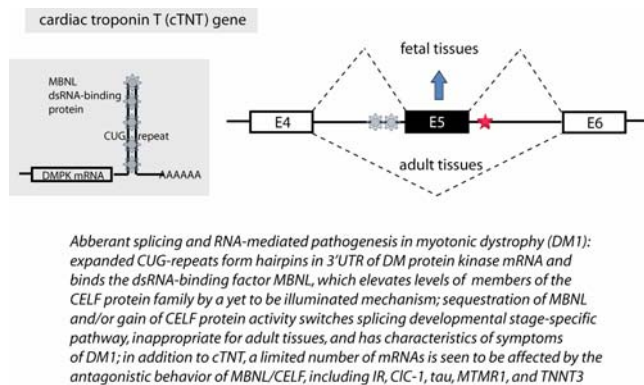 cardiac troponin T (cTNT) gene
fetal tissues
MBNL
dsRNA-binding
protein
CUG repeat
E4
E5
E6
adult tissues
DMPK mRNA
AAAAAA
Abberant splicing and RNA-mediated pathogenesis in myotonic dystrophy (DM1):
expanded CUG-repeats form hairpins in 3'UTR of DM protein kinase mRNA and
binds the dsRNA-binding factor MBNL, which elevates levels of members of the
CELF protein family by a yet to be illuminated mechanism; sequestration of MBNL
and/or gain of CELF protein activity switches splicing developmental stage-specific
pathway, inappropriate for adult tissues, and has characteristics of symptoms
of DM1; in addition to cTNT, a limited number of mRNAs is seen to be affected by the
antagonistic behavior of MBNL/CELF, including IR, ClC-1, tau, MTMR1, and TNNT3